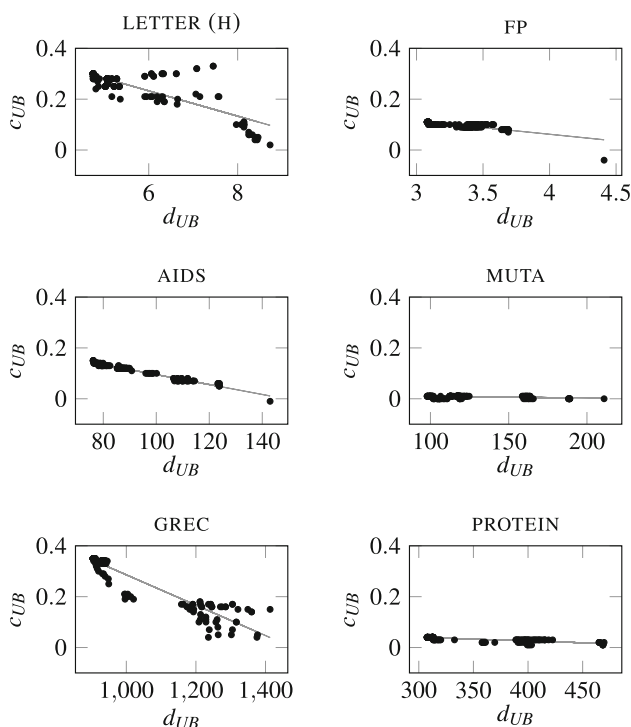 LETTER (H)
c_UB
0.4
0.2
0
6
8
d_UB
FP
c_UB
0.4
0.2
0
3
3.5
4
4.5
d_UB
AIDS
c_UB
0.4
0.2
0
80
100
120
140
d_UB
MUTA
c_UB
0.4
0.2
0
100
150
200
d_UB
GREC
c_UB
0.4
0.2
0
1,000
1,200
1,400
d_UB
PROTEIN
c_UB
0.4
0.2
0
300
350
400
450
d_UB